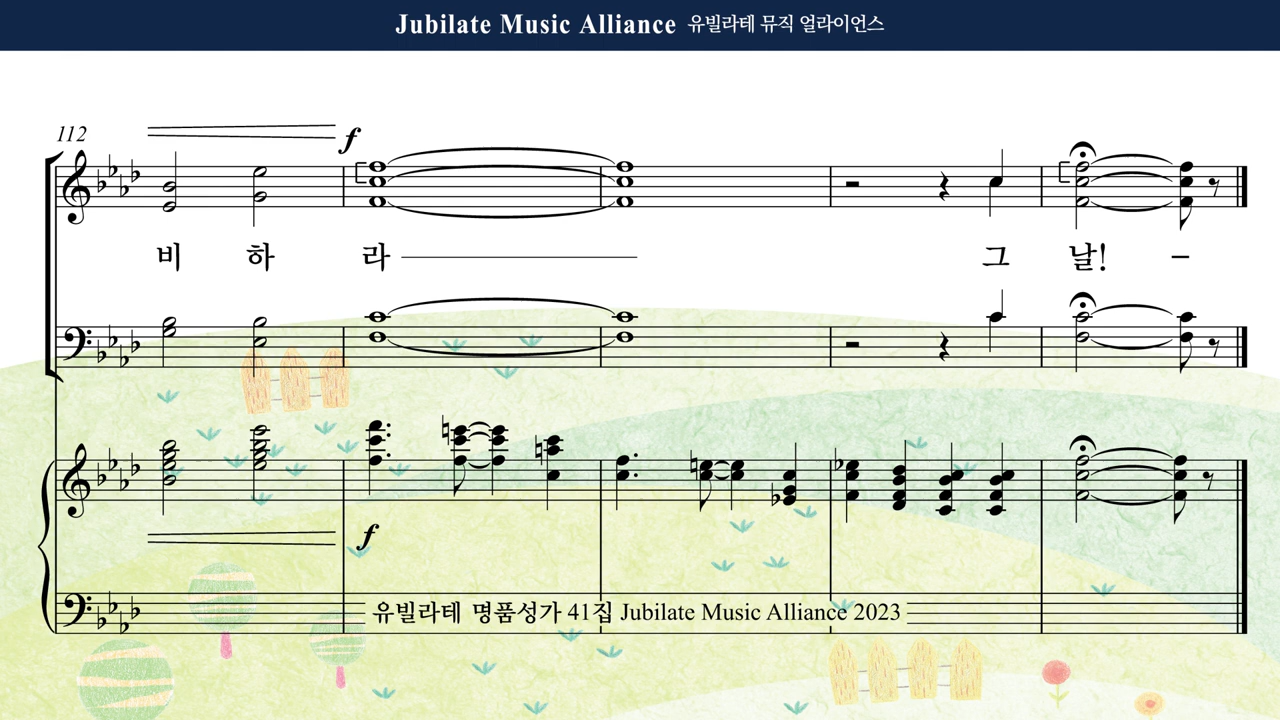 Jubilate Music Alliance 유빌라테 뮤직 얼라이언스
112
f
비 하 라 그 날! –
f
유빌라테 명품성가 41집 Jubilate Music Alliance 2023